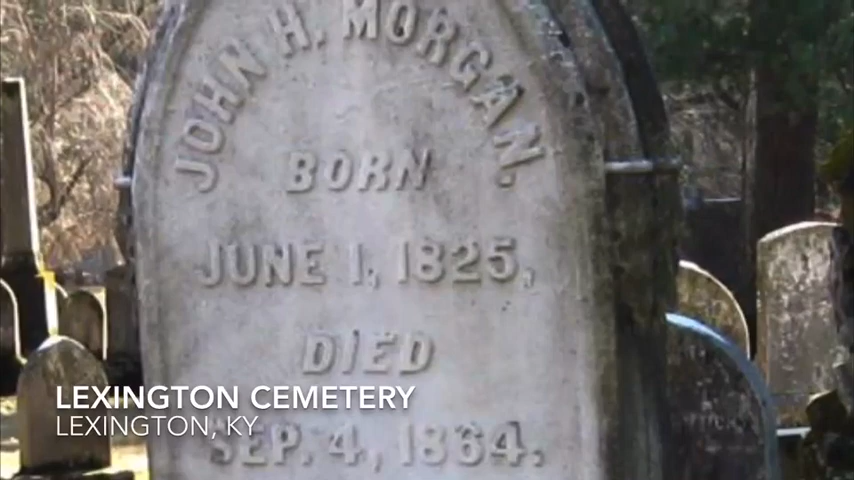 JOHN H. MORGAN.
BORN
JUNE 1, 1825,
DIED
SEP. 4, 1864.
LEXINGTON CEMETERY
LEXINGTON, KY